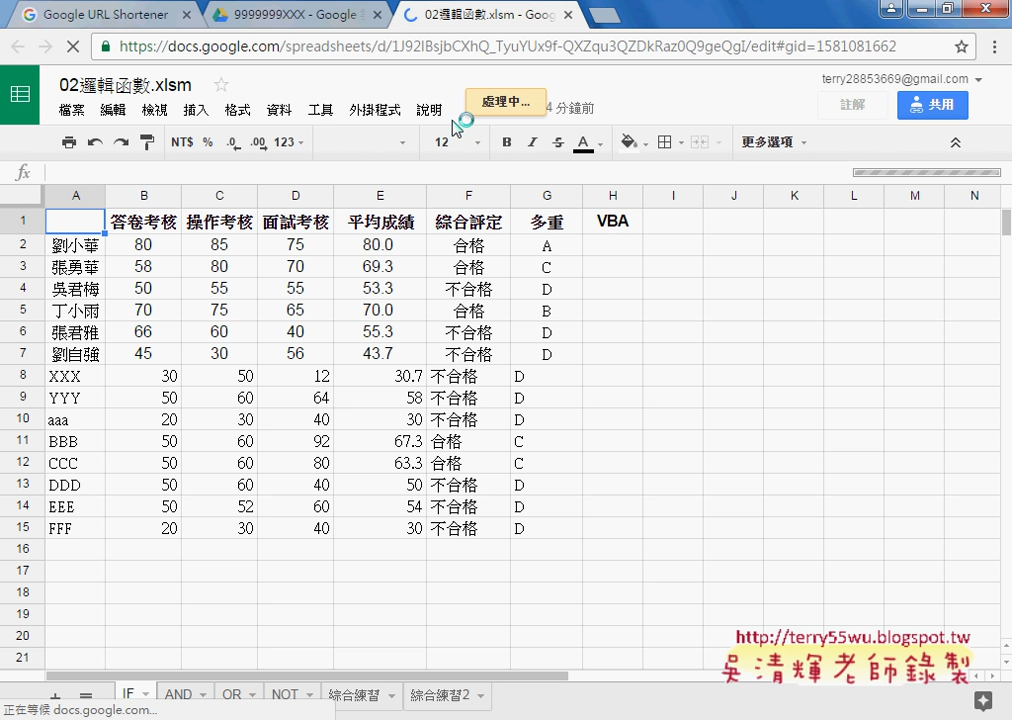 Google URL Shortener
9999999XXX - Google
02邏輯函數.xlsm - Goog
https://docs.google.com/spreadsheets/d/1J92IBsjbCXhQ_TyuYUx9f-QXZqu3QZDkRaz0Q9geQgI/edit#gid=1581081662
02邏輯函數.xlsm
terry28853669@gmail.com
檔案 編輯 檢視 插入 格式 資料 工具 外掛程式 說明 處理中... 4 分鐘前 註解 共用
NT$ % .0 .00 123 12 B I S A 更多選項
fx
A B C D E F G H I J K L M N
1 答卷考核 操作考核 面試考核 平均成績 綜合評定 多重 VBA
2 劉小華 80 85 75 80.0 合格 A
3 張勇華 58 80 70 69.3 合格 C
4 吳君梅 50 55 55 53.3 不合格 D
5 丁小雨 70 75 65 70.0 合格 B
6 張君雅 66 60 40 55.3 不合格 D
7 劉自強 45 30 56 43.7 不合格 D
8 XXX 30 50 12 30.7 不合格 D
9 YYY 50 60 64 58 不合格 D
10 aaa 20 30 40 30 不合格 D
11 BBB 50 60 92 67.3 合格 C
12 CCC 50 60 80 63.3 合格 C
13 DDD 50 60 40 50 不合格 D
14 EEE 50 52 60 54 不合格 D
15 FFF 20 30 40 30 不合格 D
16
17
18
19
20
21
http://terry55wu.blogspot.tw
吳清輝老師錄製
IF AND OR NOT 綜合練習 綜合練習2
正在等候 docs.google.com...